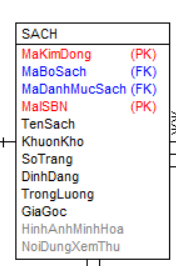 SACH
MaKimDong (PK)
MaBoSach (FK)
MaDanhMucSach (FK)
MaISBN (PK)
TenSach
KhuonKho
SoTrang
DinhDang
TrongLuong
GiaGoc
HinhAnhMinhHoa
NoiDungXemThu